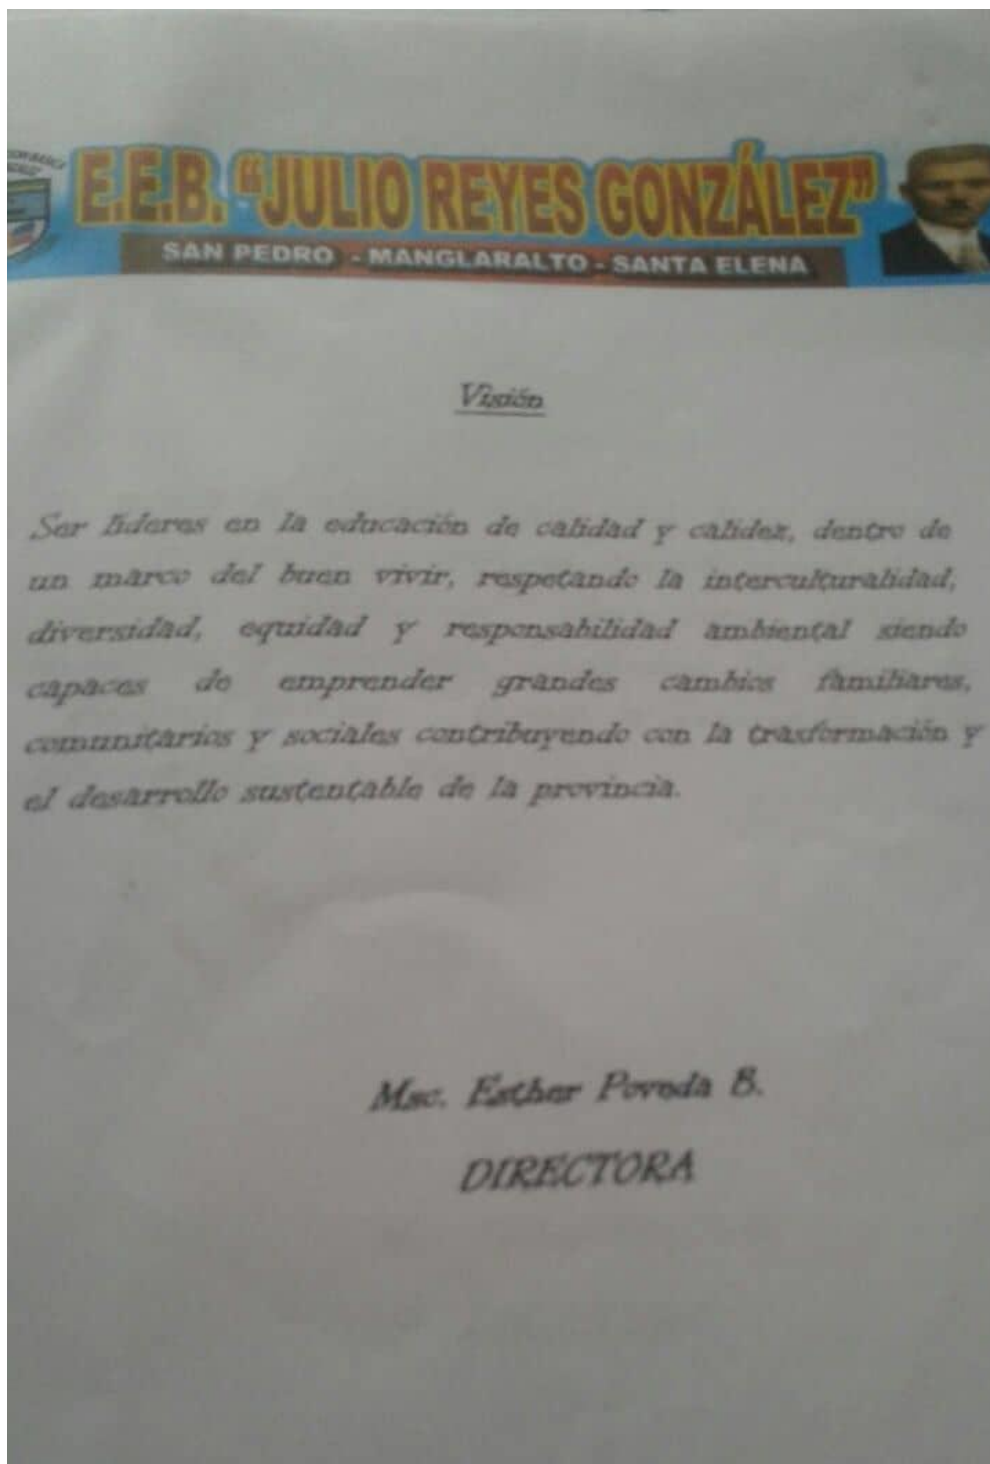 E.E.B. “JULIO REYES GONZÁLEZ”
SAN PEDRO - MANGLARALTO - SANTA ELENA
Visión
Ser líderes en la educación de calidad y calidez, dentro de
un marco del buen vivir, respetando la interculturalidad,
diversidad, equidad y responsabilidad ambiental siendo
capaces de emprender grandes cambios familiares,
comunitarios y sociales contribuyendo con la trasformación y
el desarrollo sustentable de la provincia.
Msc. Esther Poveda B.
DIRECTORA